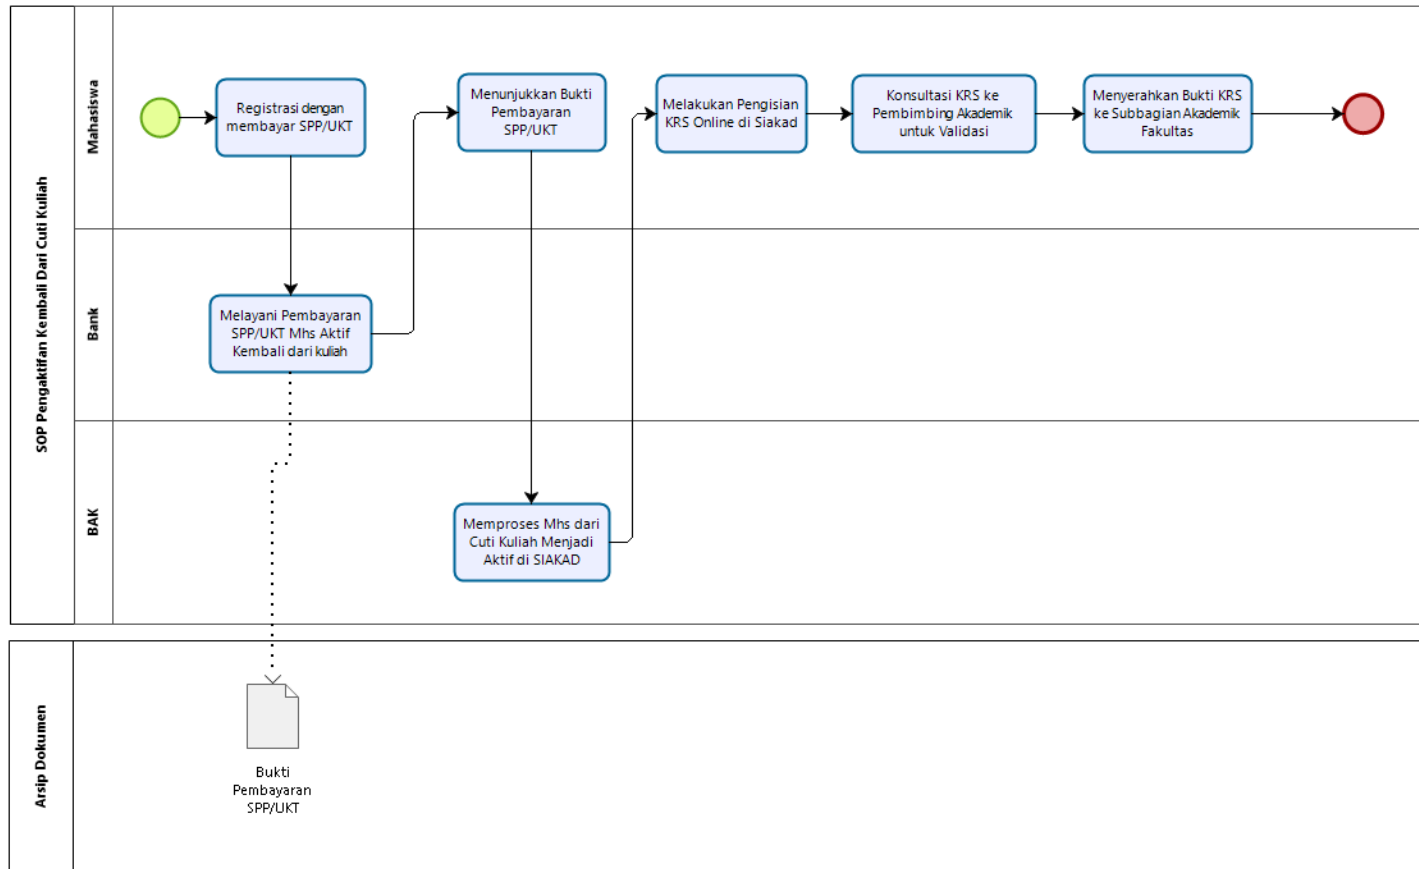 SOP Pengaktifan Kembali Dari Cuti Kuliah
Mahasiswa
Registrasi dengan
membayar SPP/UKT
Menunjukkan Bukti
Pembayaran
SPP/UKT
Melakukan Pengisian
KRS Online di Siakad
Konsultasi KRS ke
Pembimbing Akademik
untuk Validasi
Menyerahkan Bukti KRS
ke Subbagian Akademik
Fakultas
Bank
Melayani Pembayaran
SPP/UKT Mhs Aktif
Kembali dari kuliah
BAK
Memproses Mhs dari
Cuti Kuliah Menjadi
Aktif di SIAKAD
Arsip Dokumen
Bukti
Pembayaran
SPP/UKT